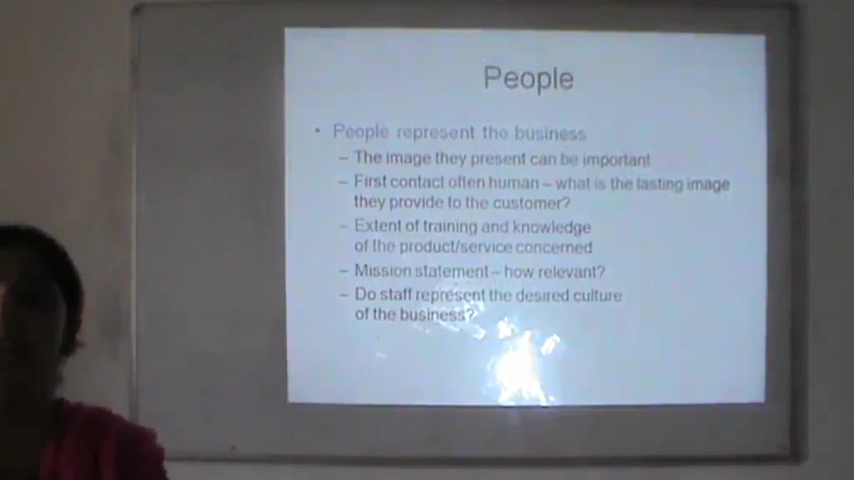 People
• People represent the business
– The image they present can be important
– First contact often human – what is the lasting image
they provide to the customer?
– Extent of training and knowledge
of the product/service concerned
– Mission statement – how relevant?
– Do staff represent the desired culture
of the business?